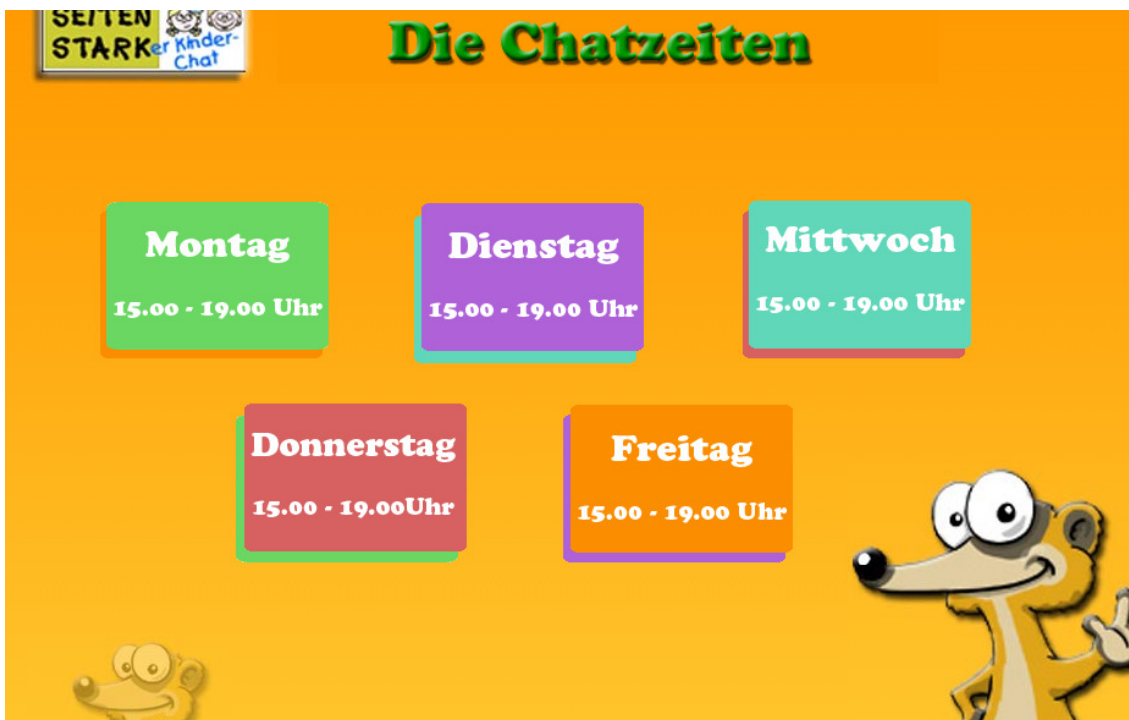 SEITEN
STARKer Kinder-
Chat
Die Chatzeiten
Montag
15.00 - 19.00 Uhr
Dienstag
15.00 - 19.00 Uhr
Mittwoch
15.00 - 19.00 Uhr
Donnerstag
15.00 - 19.00Uhr
Freitag
15.00 - 19.00 Uhr